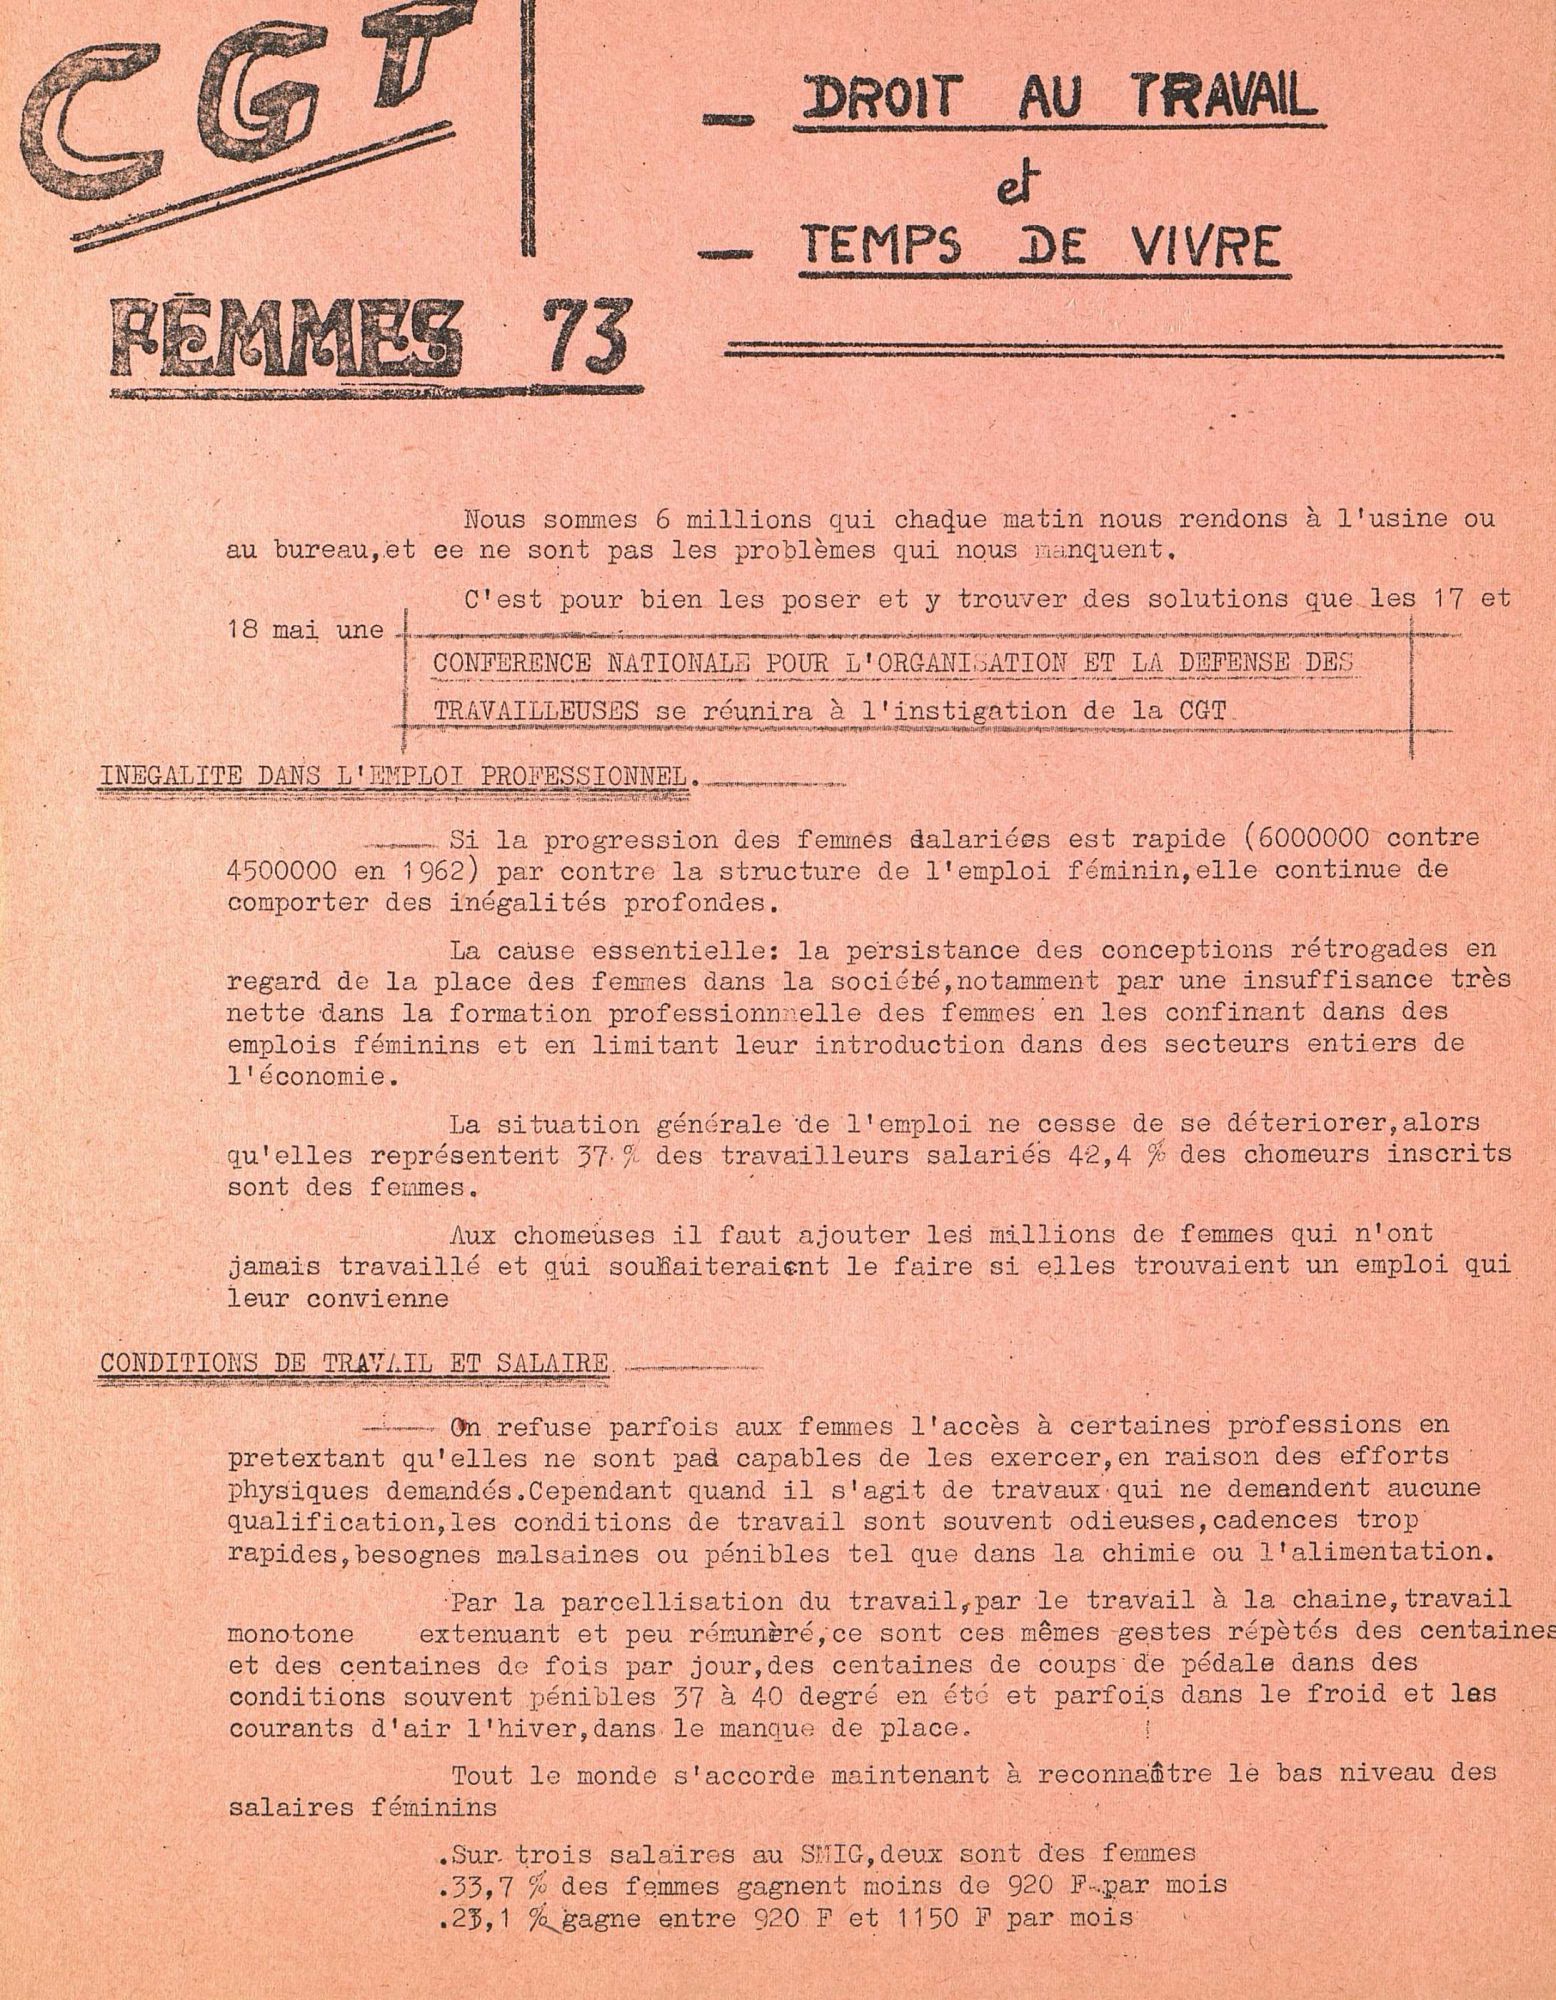 CGT
- DROIT AU TRAVAIL
et
- TEMPS DE VIVRE
FEMMES 73
Nous sommes 6 millions qui chaque matin nous rendons à l'usine ou
au bureau, et ce ne sont pas les problèmes qui nous manquent.
C'est pour bien les poser et y trouver des solutions que les 17 et
18 mai une
CONFERENCE NATIONALE POUR L'ORGANISATION ET LA DEFENSE DES
TRAVAILLEUSES se réunira à l'instigation de la CGT
INEGALITE DANS L'EMPLOI PROFESSIONNEL.
Si la progression des femmes salariées est rapide (6000000 contre
4500000 en 1962) par contre la structure de l'emploi féminin,elle continue de
comporter des inégalités profondes.
La cause essentielle: la persistance des conceptions rétrogades en
regard de la place des femmes dans la société,notamment par une insuffisance très
nette dans la formation professionnnelle des femmes en les confinant dans des
emplois féminins et en limitant leur introduction dans des secteurs entiers de
l'économie.
La situation générale de l'emploi ne cesse de se déteriorer,alors
qu'elles représentent 37 % des travailleurs salariés 42,4 % des chomeurs inscrits
sont des femmes.
Aux chomeuses il faut ajouter les millions de femmes qui n'ont
jamais travaillé et qui souhaiteraient le faire si elles trouvaient un emploi qui
leur convienne
CONDITIONS DE TRAVAIL ET SALAIRE
On refuse parfois aux femmes l'accès à certaines professions en
pretextant qu'elles ne sont pas capables de les exercer,en raison des efforts
physiques demandés.Cependant quand il s'agit de travaux qui ne demandent aucune
qualification,les conditions de travail sont souvent odieuses,cadences trop
rapides,besognes malsaines ou pénibles tel que dans la chimie ou l'alimentation.
Par la parcellisation du travail,par le travail à la chaine,travail
monotone extenuant et peu rémunèré,ce sont ces mêmes gestes répètés des centaines
et des centaines de fois par jour,des centaines de coups de pédale dans des
conditions souvent pénibles 37 à 40 degré en été et parfois dans le froid et les
courants d'air l'hiver,dans le manque de place.
Tout le monde s'accorde maintenant à reconnaître le bas niveau des
salaires féminins
.Sur trois salaires au SMIG,deux sont des femmes
.33,7 % des femmes gagnent moins de 920 F par mois
.23,1 % gagne entre 920 F et 1150 F par mois